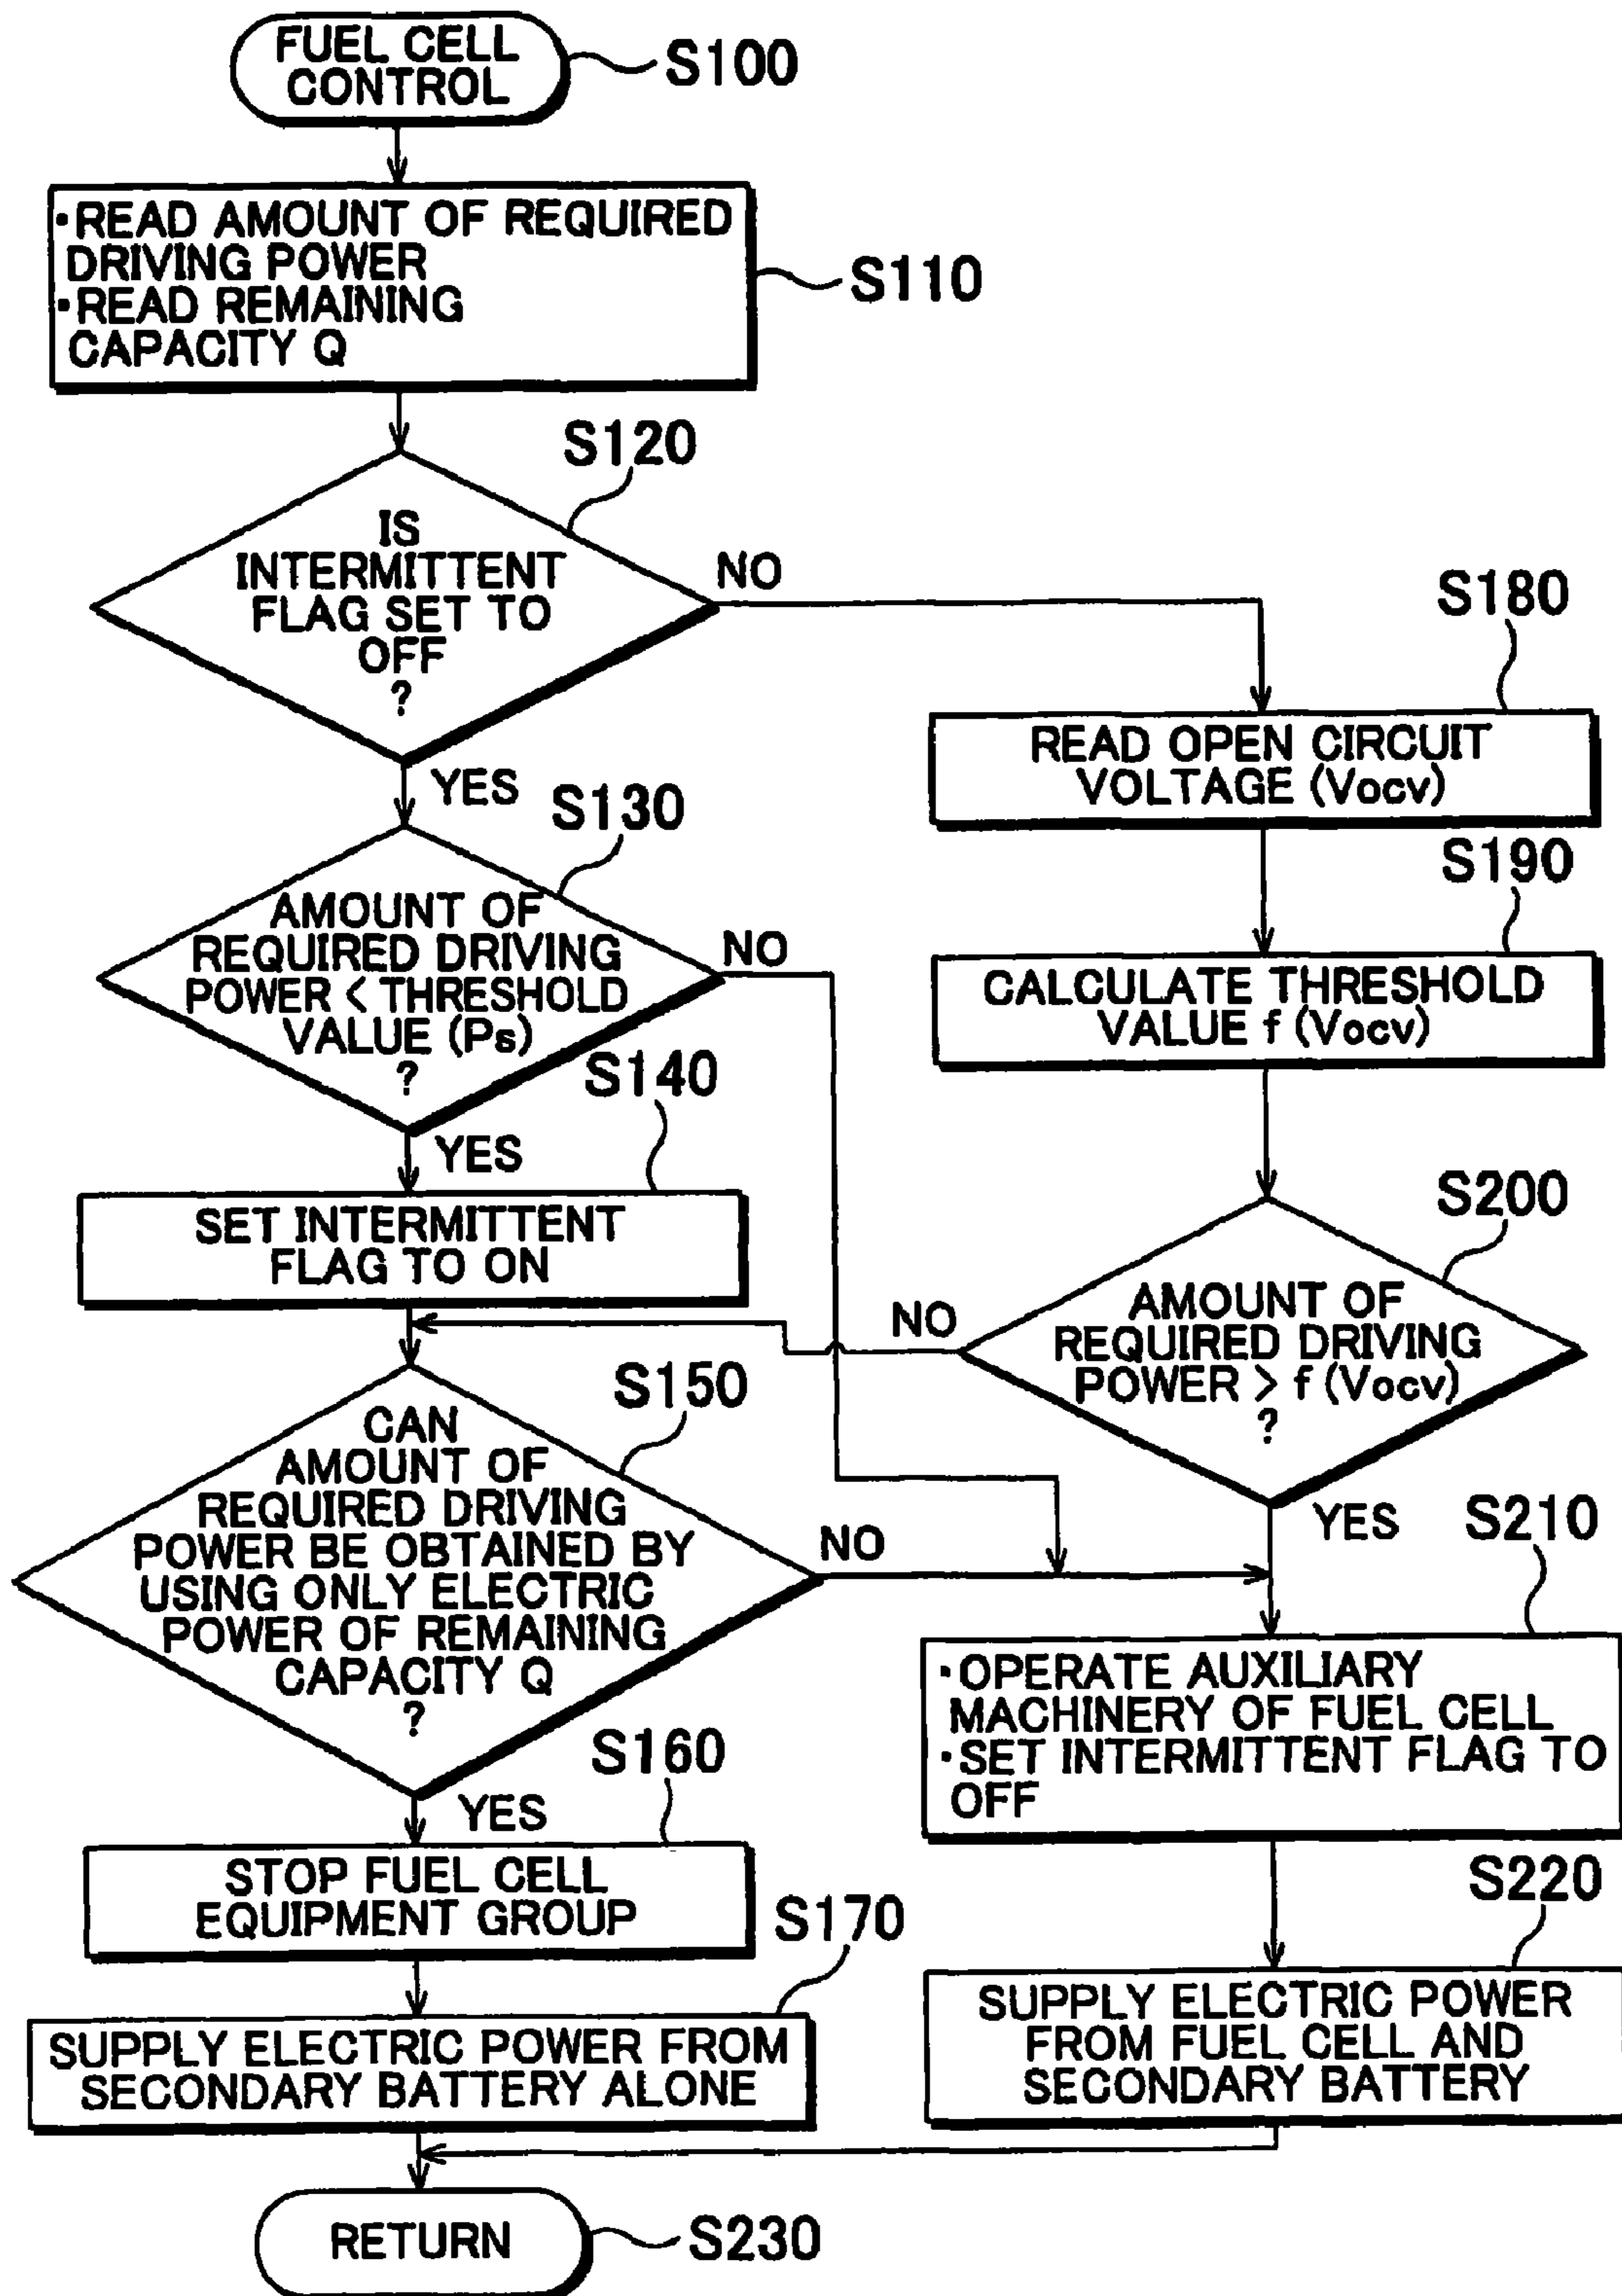 FUEL CELL
CONTROL
S100
·READ AMOUNT OF REQUIRED
DRIVING POWER
·READ REMAINING
CAPACITY Q
S110
S120
IS
INTERMITTENT
FLAG SET TO
OFF
?
NO
YES
S130
AMOUNT OF
REQUIRED DRIVING
POWER < THRESHOLD
VALUE (Ps)
?
NO
YES
S140
SET INTERMITTENT
FLAG TO ON
S150
CAN
AMOUNT OF
REQUIRED DRIVING
POWER BE OBTAINED BY
USING ONLY ELECTRIC
POWER OF REMAINING
CAPACITY Q
?
NO
YES
S160
STOP FUEL CELL
EQUIPMENT GROUP
S170
SUPPLY ELECTRIC POWER FROM
SECONDARY BATTERY ALONE
S180
READ OPEN CIRCUIT
VOLTAGE (Vocv)
S190
CALCULATE THRESHOLD
VALUE f (Vocv)
S200
AMOUNT OF
REQUIRED DRIVING
POWER > f (Vocv)
?
NO
YES
S210
·OPERATE AUXILIARY
MACHINERY OF FUEL CELL
·SET INTERMITTENT FLAG TO
OFF
S220
SUPPLY ELECTRIC POWER
FROM FUEL CELL AND
SECONDARY BATTERY
RETURN
S230